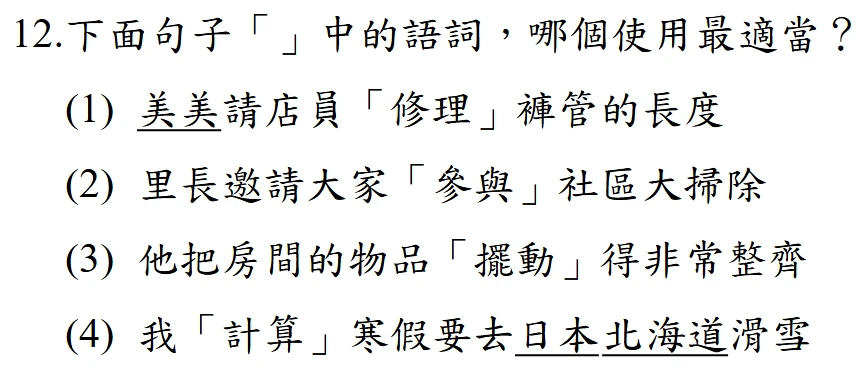 12.下面句子「」中的語詞，哪個使用最適當？
(1) 美美請店員「修理」褲管的長度
(2) 里長邀請大家「參與」社區大掃除
(3) 他把房間的物品「擺動」得非常整齊
(4) 我「計算」寒假要去日本北海道滑雪